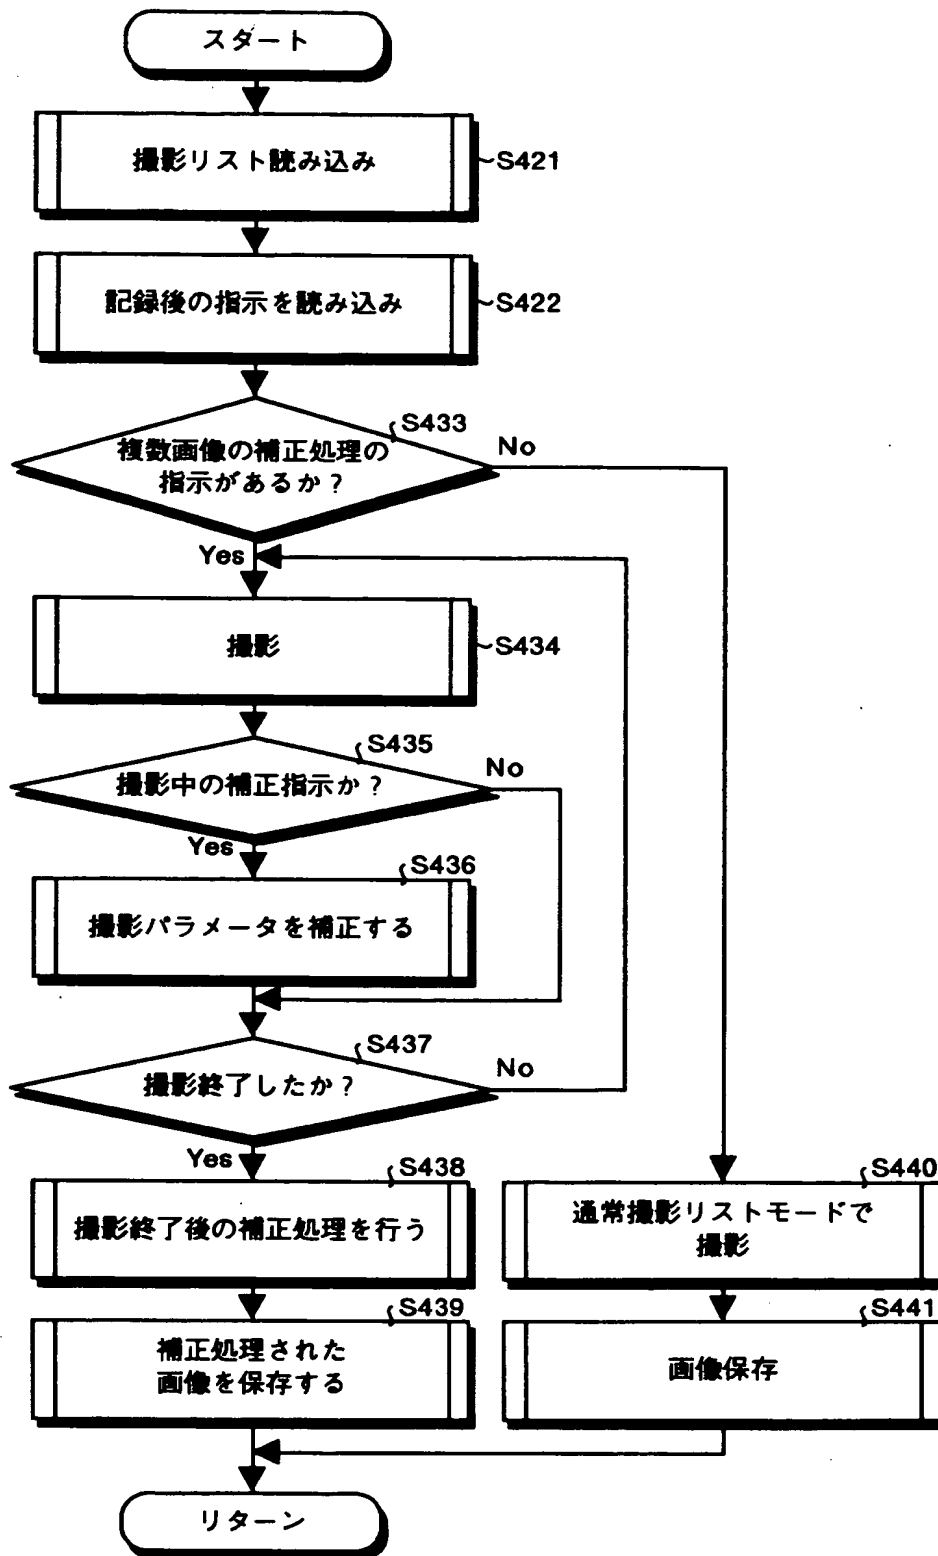 スタート
撮影リスト読み込み
S421
記録後の指示を読み込み
S422
S433
複数画像の補正処理の
指示があるか？
No
Yes
撮影
S434
S435
撮影中の補正指示か？
No
Yes
S436
撮影パラメータを補正する
S437
撮影終了したか？
No
Yes
S438
撮影終了後の補正処理を行う
S440
通常撮影リストモードで
撮影
S439
補正処理された
画像を保存する
S441
画像保存
リターン